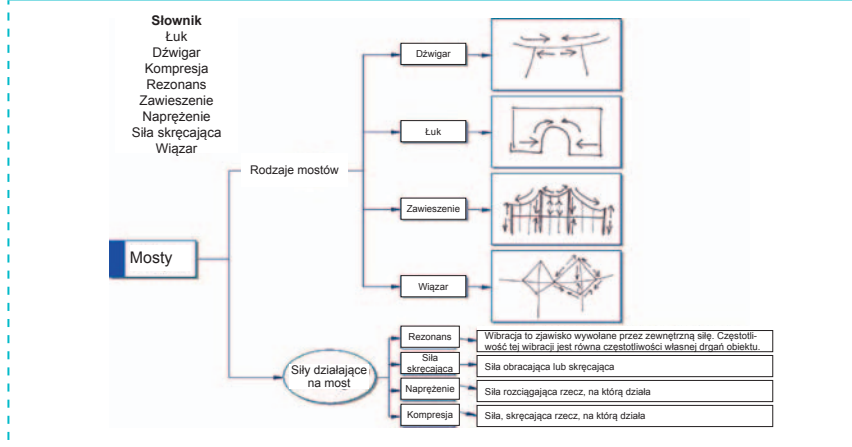 Słownik
Łuk
Dźwigar
Kompresja
Rezonans
Zawieszenie
Naprężenie
Siła skręcająca
Wiązar
Mosty
Rodzaje mostów
Dźwigar
Łuk
Zawieszenie
Wiązar
Siły działające
na most
Rezonans
Wibracja to zjawisko wywołane przez zewnętrzną siłę. Częstotli-
wość tej wibracji jest równa częstotliwości własnej drgań obiektu.
Siła
skręcająca
Siła obracająca lub skręcająca
Naprężenie
Siła rozciągająca rzecz, na którą działa
Kompresja
Siła, skręcająca rzecz, na którą działa